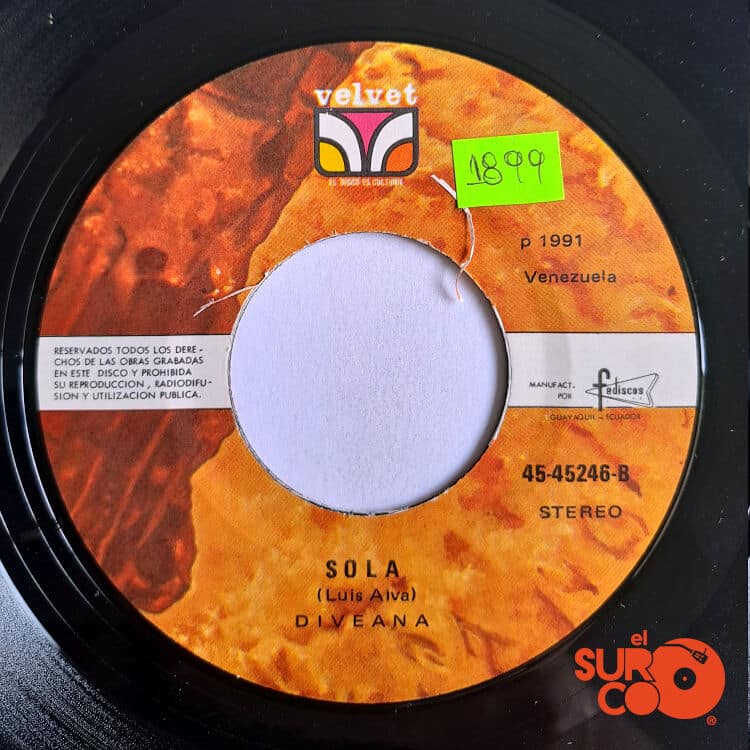 velvet
EL DISCO ES CULTURA
1899
p 1991
Venezuela
RESERVADOS TODOS LOS DERE-
CHOS DE LAS OBRAS GRABADAS
EN ESTE DISCO Y PROHIBIDA
SU REPRODUCCION, RADIODIFU-
SION Y UTILIZACION PUBLICA.
MANUFACT.
POR
fediscos
GUAYAQUIL - ECUADOR
45-45246-B
STEREO
SOLA
(Luis Alva)
DIVEANA
el
SUR
CO
®